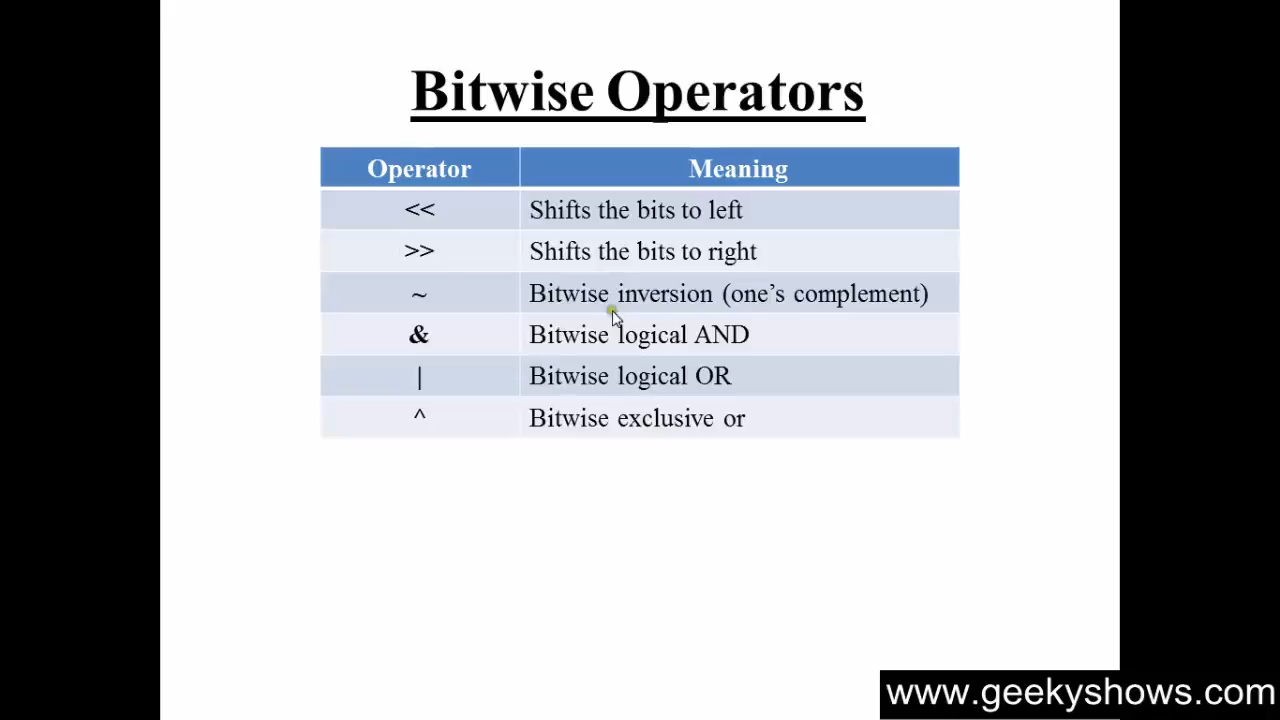 Bitwise Operators
Operator Meaning
<< Shifts the bits to left
>> Shifts the bits to right
~ Bitwise inversion (one’s complement)
& Bitwise logical AND
| Bitwise logical OR
^ Bitwise exclusive or
www.geekyshows.com